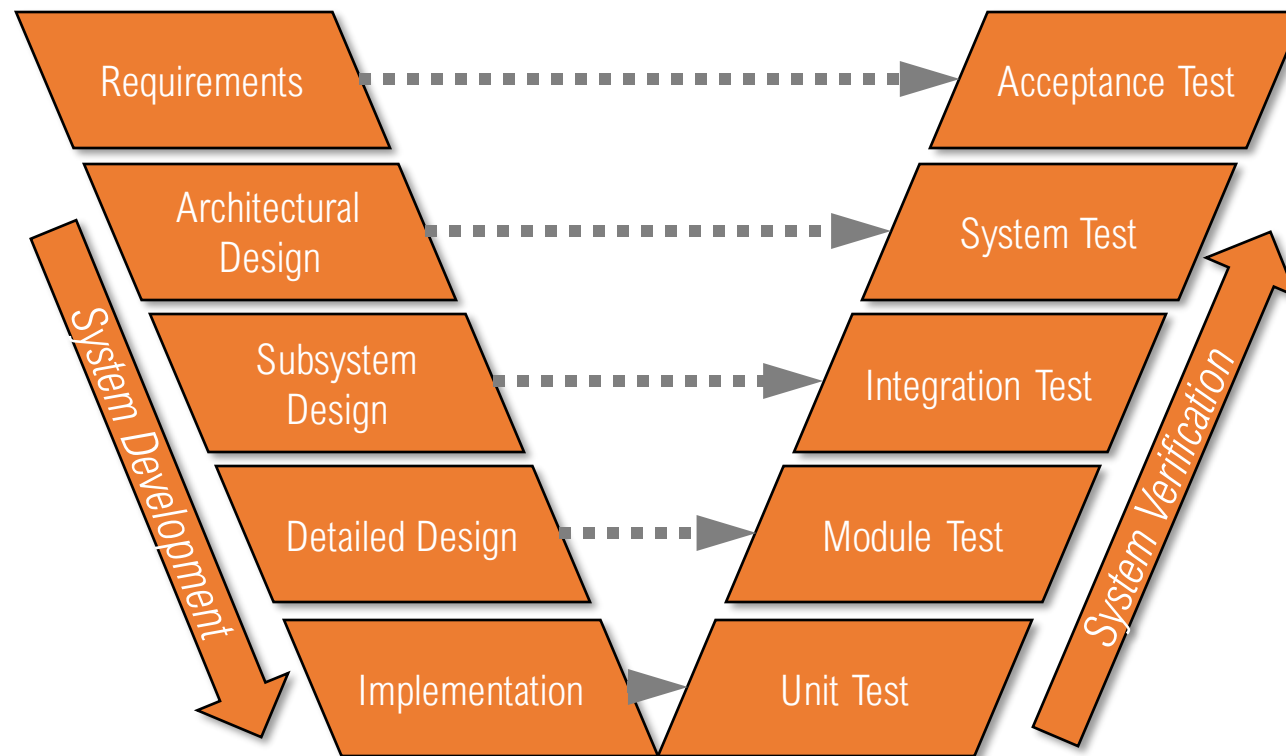 Requirements
Acceptance Test
Architectural
Design
System Test
Subsystem
Design
Integration Test
Detailed Design
Module Test
Implementation
Unit Test
System Development
System Verification